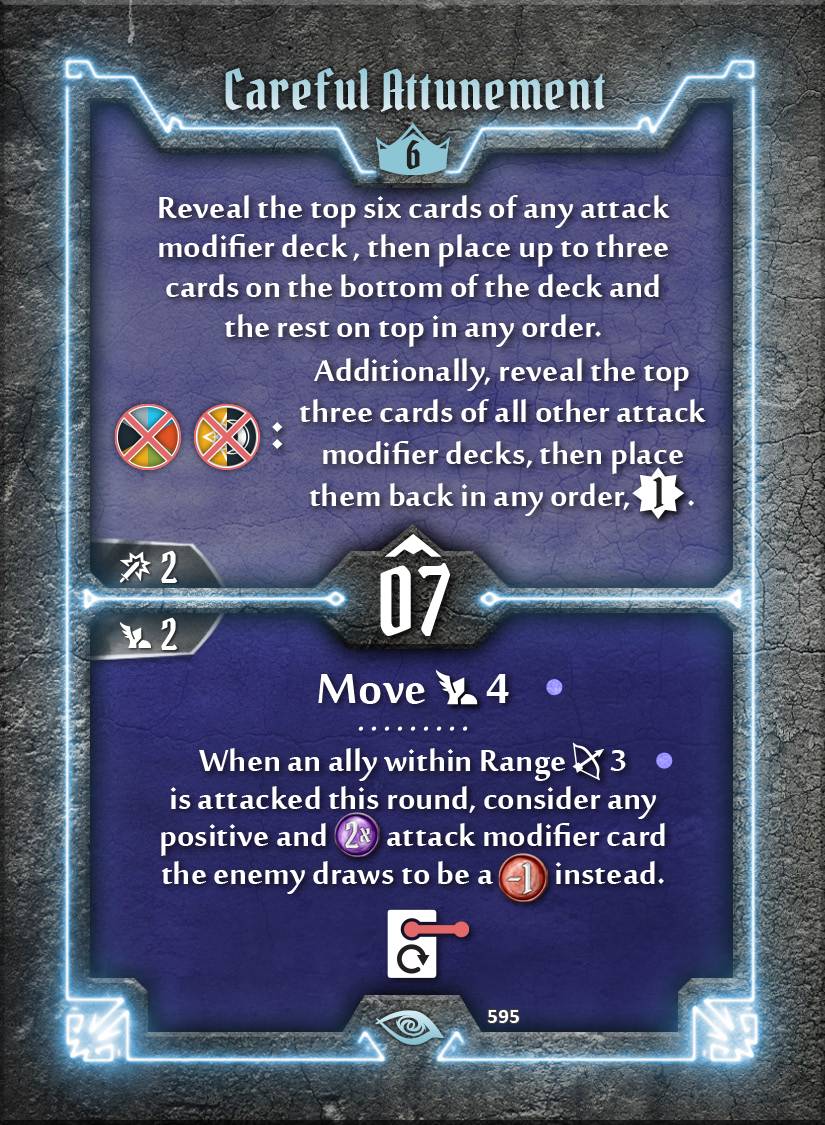 Careful Attunement
6
Reveal the top six cards of any attack
modifier deck , then place up to three
cards on the bottom of the deck and
the rest on top in any order.
: Additionally, reveal the top
three cards of all other attack
modifier decks, then place
them back in any order, 1 .
2
07
2
Move 4
When an ally within Range 3
is attacked this round, consider any
positive and 2x attack modifier card
the enemy draws to be a -1 instead.
595